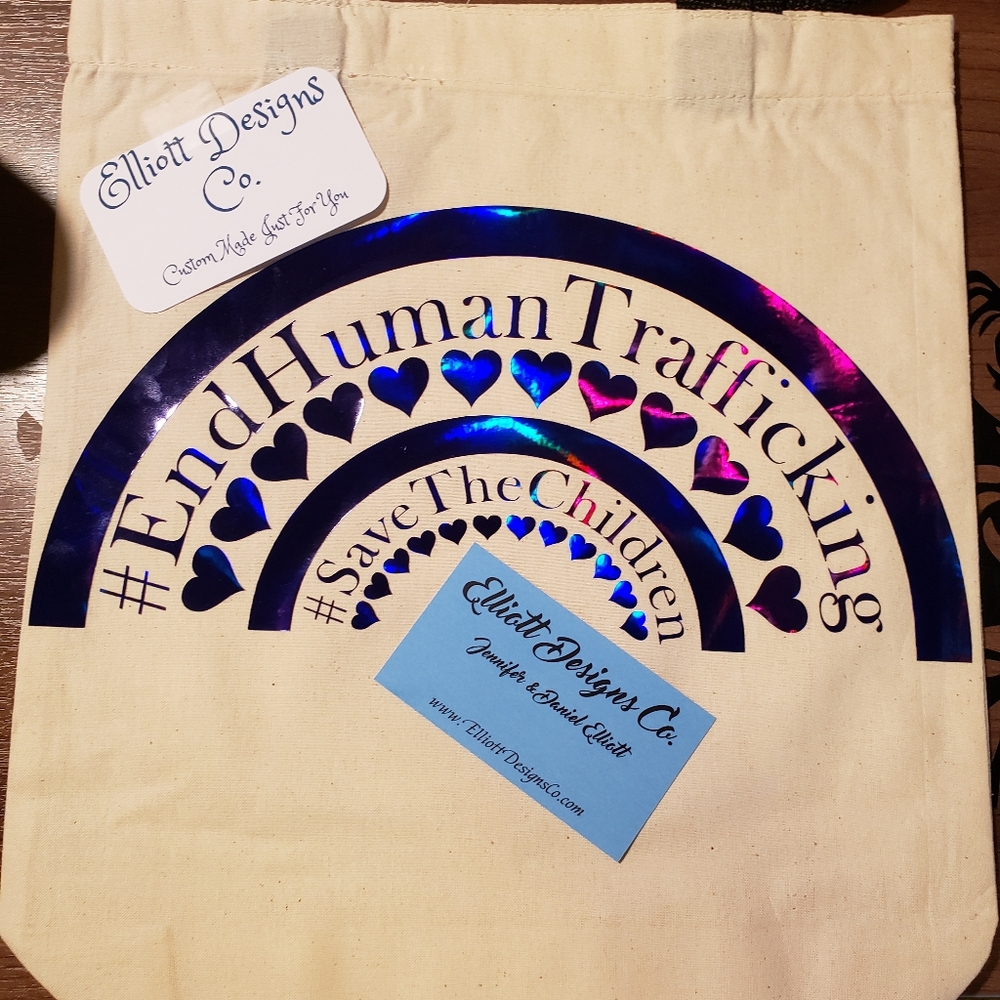 Elliott Designs
Co.
Custom Made Just For You
#EndHumanTrafficking
#SaveTheChildren
Elliott Designs Co.
Jennifer & Daniel Elliott
www.ElliottDesignsCo.com